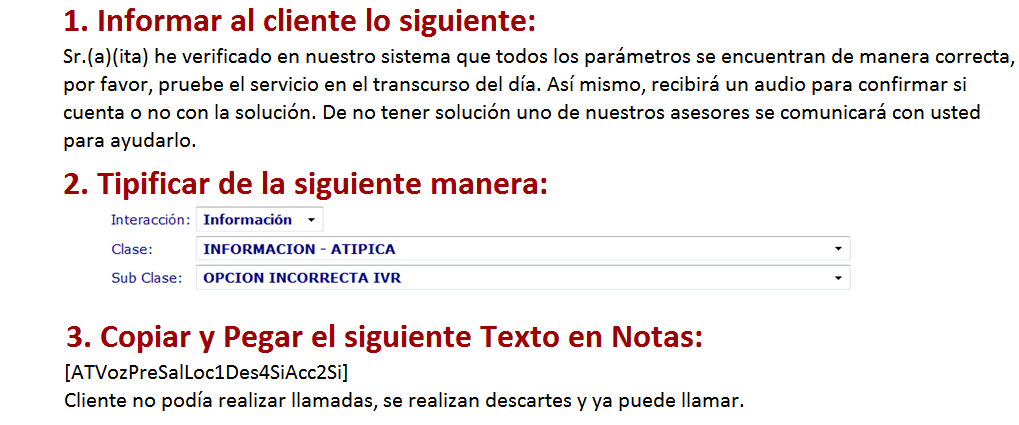 1. Informar al cliente lo siguiente:
Sr.(a)(ita) he verificado en nuestro sistema que todos los parámetros se encuentran de manera correcta,
por favor, pruebe el servicio en el transcurso del día. Así mismo, recibirá un audio para confirmar si
cuenta o no con la solución. De no tener solución uno de nuestros asesores se comunicará con usted
para ayudarlo.
2. Tipificar de la siguiente manera:
Interacción: Información
Clase: INFORMACION - ATIPICA
Sub Clase: OPCION INCORRECTA IVR
3. Copiar y Pegar el siguiente Texto en Notas:
[ATVozPreSalLoc1Des4SiAcc2Si]
Cliente no podía realizar llamadas, se realizan descartes y ya puede llamar.